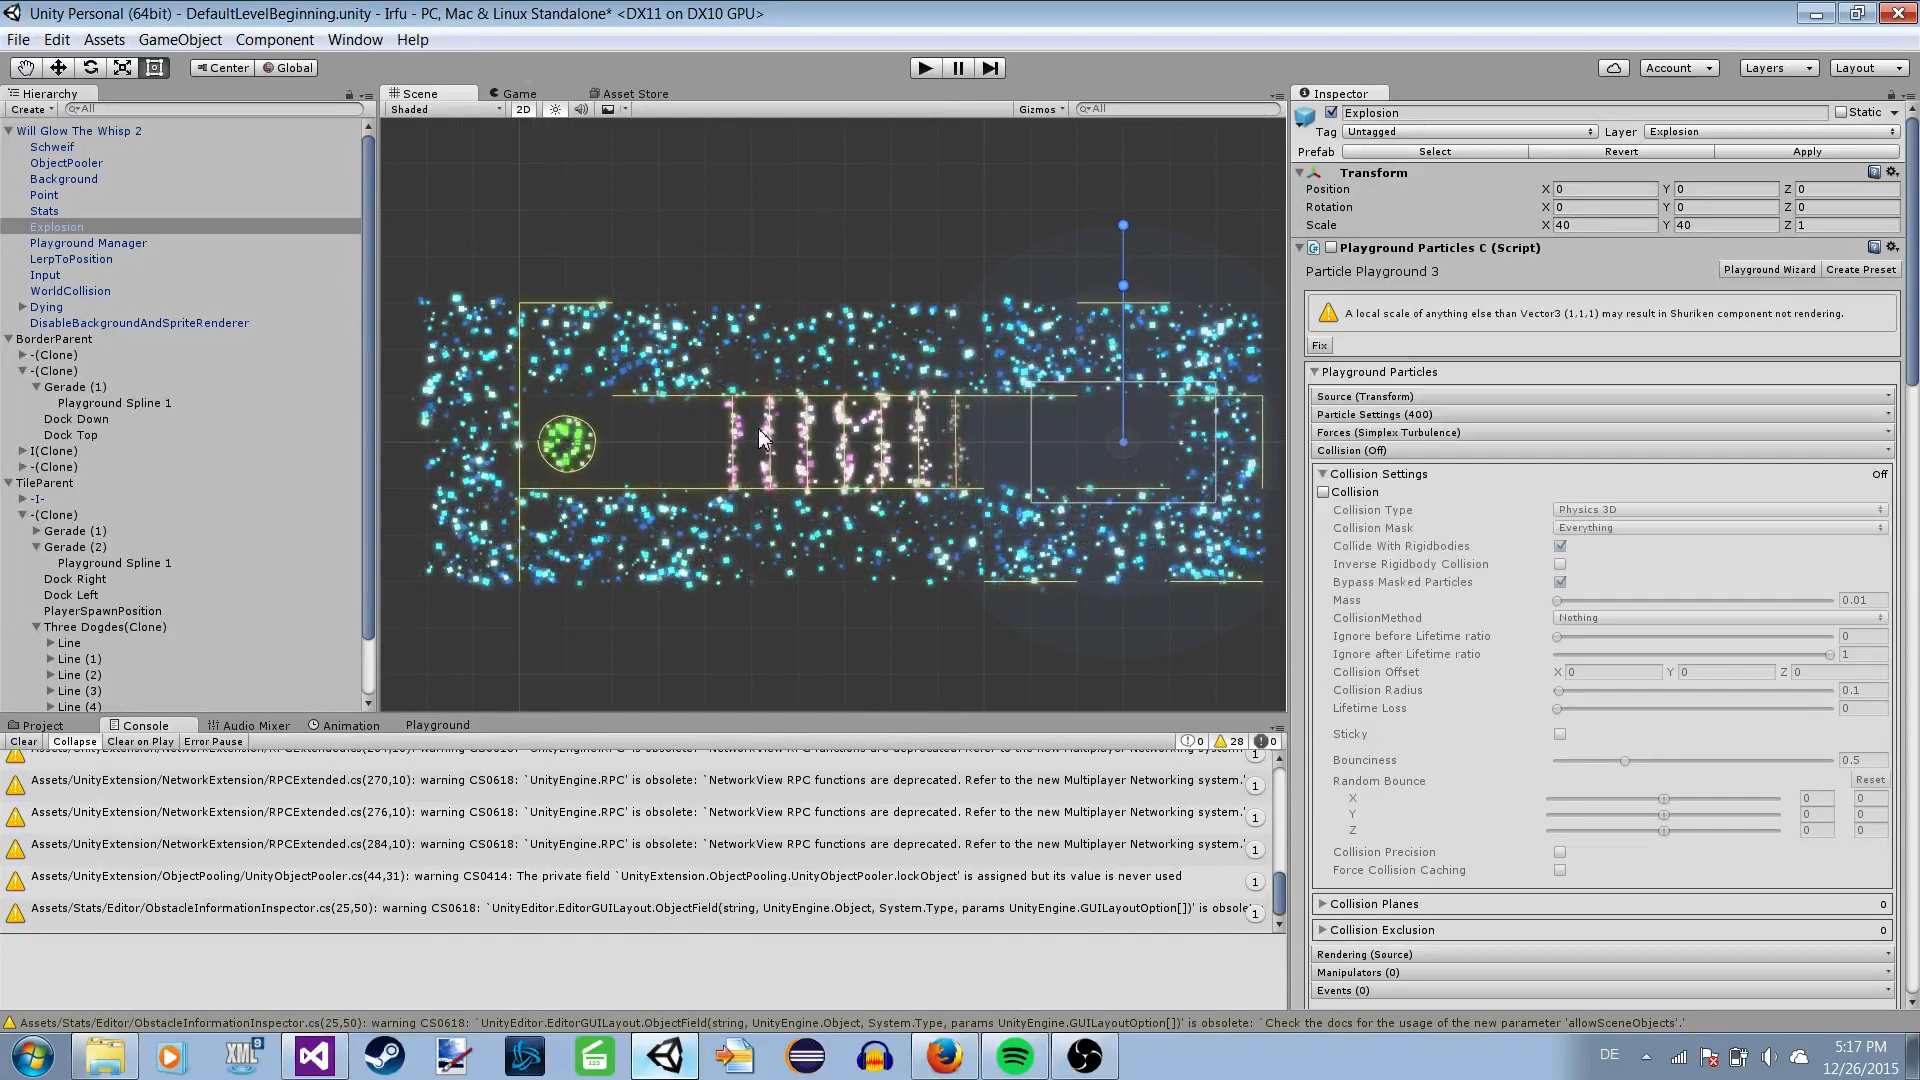 Unity Personal (64bit) - DefaultLevelBeginning.unity - Irfu - PC, Mac & Linux Standalone* <DX11 on DX10 GPU>
File Edit Assets GameObject Component Window Help
Center Global Account Layers Layout
Hierarchy
Create All
Will Glow The Whisp 2
Schweif
ObjectPooler
Background
Point
Stats
Explosion
Playground Manager
LerpToPosition
Input
WorldCollision
Dying
DisableBackgroundAndSpriteRenderer
BorderParent
-(Clone)
-(Clone)
Gerade (1)
Playground Spline 1
Dock Down
Dock Top
I(Clone)
-(Clone)
TileParent
-I-
-(Clone)
Gerade (1)
Gerade (2)
Playground Spline 1
Dock Right
Dock Left
PlayerSpawnPosition
Three Dogdes(Clone)
Line
Line (1)
Line (2)
Line (3)
Line (4)
Scene Game Asset Store
Shaded 2D Gizmos All
Inspector
Explosion Static
Tag Untagged Layer Explosion
Prefab Select Revert Apply
Transform
Position X 0 Y 0 Z 0
Rotation X 0 Y 0 Z 0
Scale X 40 Y 40 Z 1
Playground Particles C (Script)
Particle Playground 3 Playground Wizard Create Preset
A local scale of anything else than Vector3 (1,1,1) may result in Shuriken component not rendering.
Fix
Playground Particles
Source (Transform)
Particle Settings (400)
Forces (Simplex Turbulence)
Collision (Off)
Collision Settings Off
Collision
Collision Type Physics 3D
Collision Mask Everything
Collide With Rigidbodies
Inverse Rigidbody Collision
Bypass Masked Particles
Mass 0.01
CollisionMethod Nothing
Ignore before Lifetime ratio 0
Ignore after Lifetime ratio 1
Collision Offset X 0 Y 0 Z 0
Collision Radius 0.1
Lifetime Loss 0
Sticky
Bounciness 0.5
Random Bounce Reset
X 0 0
Y 0 0
Z 0 0
Collision Precision
Force Collision Caching
Collision Planes 0
Collision Exclusion 0
Rendering (Source)
Manipulators (0)
Events (0)
Project Console Audio Mixer Animation Playground
Clear Collapse Clear on Play Error Pause 0 28 0
Assets/UnityExtension/NetworkExtension/RPCExtended.cs(270,10): warning CS0618: `UnityEngine.RPC' is obsolete: `NetworkView RPC functions are deprecated. Refer to the new Multiplayer Networking system.' 1
Assets/UnityExtension/NetworkExtension/RPCExtended.cs(276,10): warning CS0618: `UnityEngine.RPC' is obsolete: `NetworkView RPC functions are deprecated. Refer to the new Multiplayer Networking system.' 1
Assets/UnityExtension/NetworkExtension/RPCExtended.cs(284,10): warning CS0618: `UnityEngine.RPC' is obsolete: `NetworkView RPC functions are deprecated. Refer to the new Multiplayer Networking system.' 1
Assets/UnityExtension/ObjectPooling/UnityObjectPooler.cs(44,31): warning CS0414: The private field `UnityExtension.ObjectPooling.UnityObjectPooler.lockObject' is assigned but its value is never used 1
Assets/Stats/Editor/ObstacleInformationInspector.cs(25,50): warning CS0618: `UnityEditor.EditorGUILayout.ObjectField(string, UnityEngine.Object, System.Type, params UnityEngine.GUILayoutOption[])' is obsole 1
Assets/Stats/Editor/ObstacleInformationInspector.cs(25,50): warning CS0618: `UnityEditor.EditorGUILayout.ObjectField(string, UnityEngine.Object, System.Type, params UnityEngine.GUILayoutOption[])' is obsolete: `Check the docs for the usage of the new parameter 'allowSceneObjects'.'
XML 9 123 DE 5:17 PM
12/26/2015